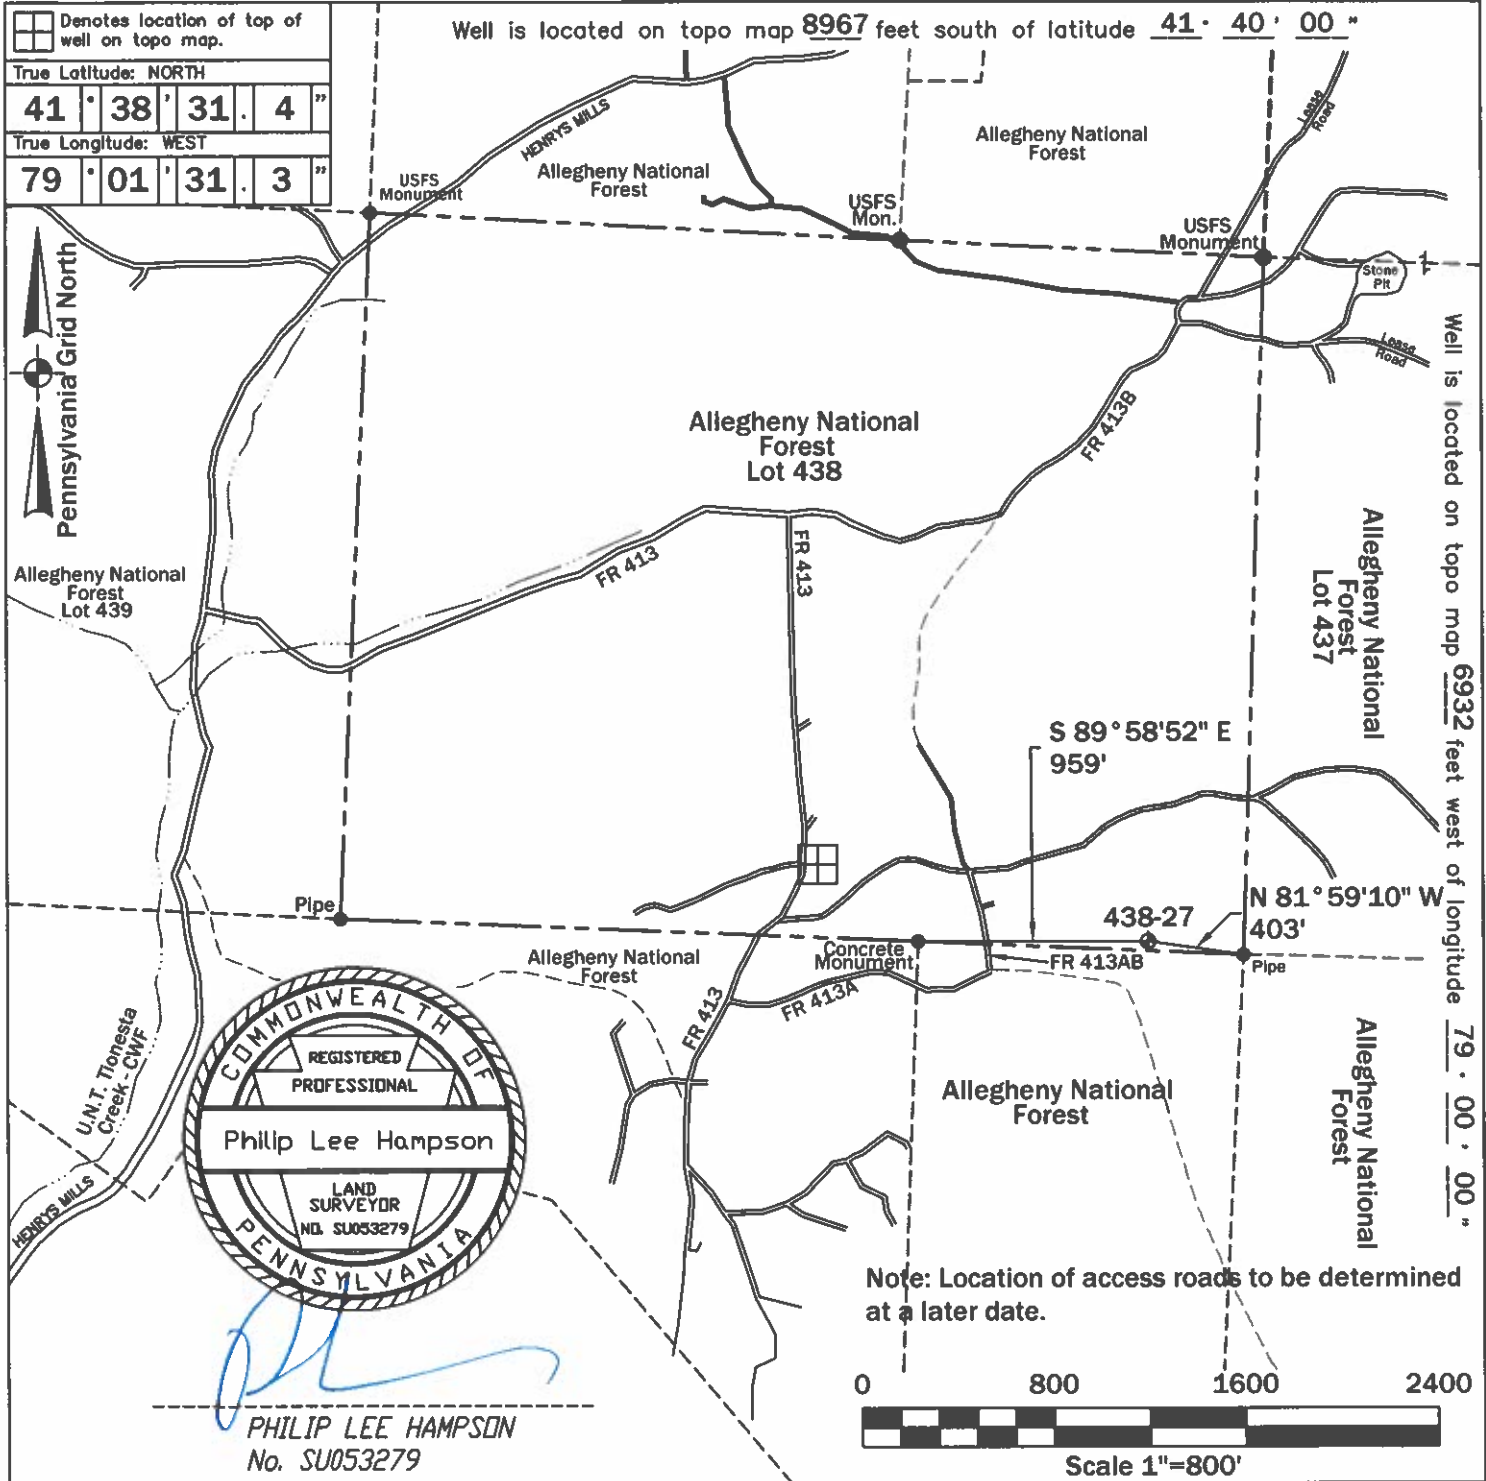 Denotes location of top of
well on topo map.
Well is located on topo map 8967 feet south of latitude 41° 40' 00"
True Latitude: NORTH
41 ° 38 ' 31 . 4 "
True Longitude: WEST
79 ° 01 ' 31 . 3 "
HENRYS MILLS
Lease
Road
Allegheny National
Forest
Allegheny National
Forest
USFS
Monument
USFS
Mon.
USFS
Monument
Stone
Pit
Lease
Road
Pennsylvania Grid North
Well is located on topo map 6932 feet west of longitude 79° 00' 00"
FR 413B
Allegheny National
Forest
Lot 438
FR 413
FR 413
Allegheny National
Forest
Lot 439
Allegheny National
Forest
Lot 437
S 89°58'52" E
959'
N 81°59'10" W
403'
438-27
Pipe
Allegheny National
Forest
Concrete
Monument
FR 413AB
Pipe
FR 413A
FR 413
U.N.T. Tionesta
Creek - CWF
HENRYS MILLS
COMMONWEALTH OF
REGISTERED
PROFESSIONAL
Philip Lee Hampson
LAND
SURVEYOR
NO. SU053279
PENNSYLVANIA
Allegheny National
Forest
Allegheny National
Forest
Note: Location of access roads to be determined
at a later date.
PHILIP LEE HAMPSON
No. SU053279
0 800 1600 2400
Scale 1"=800'